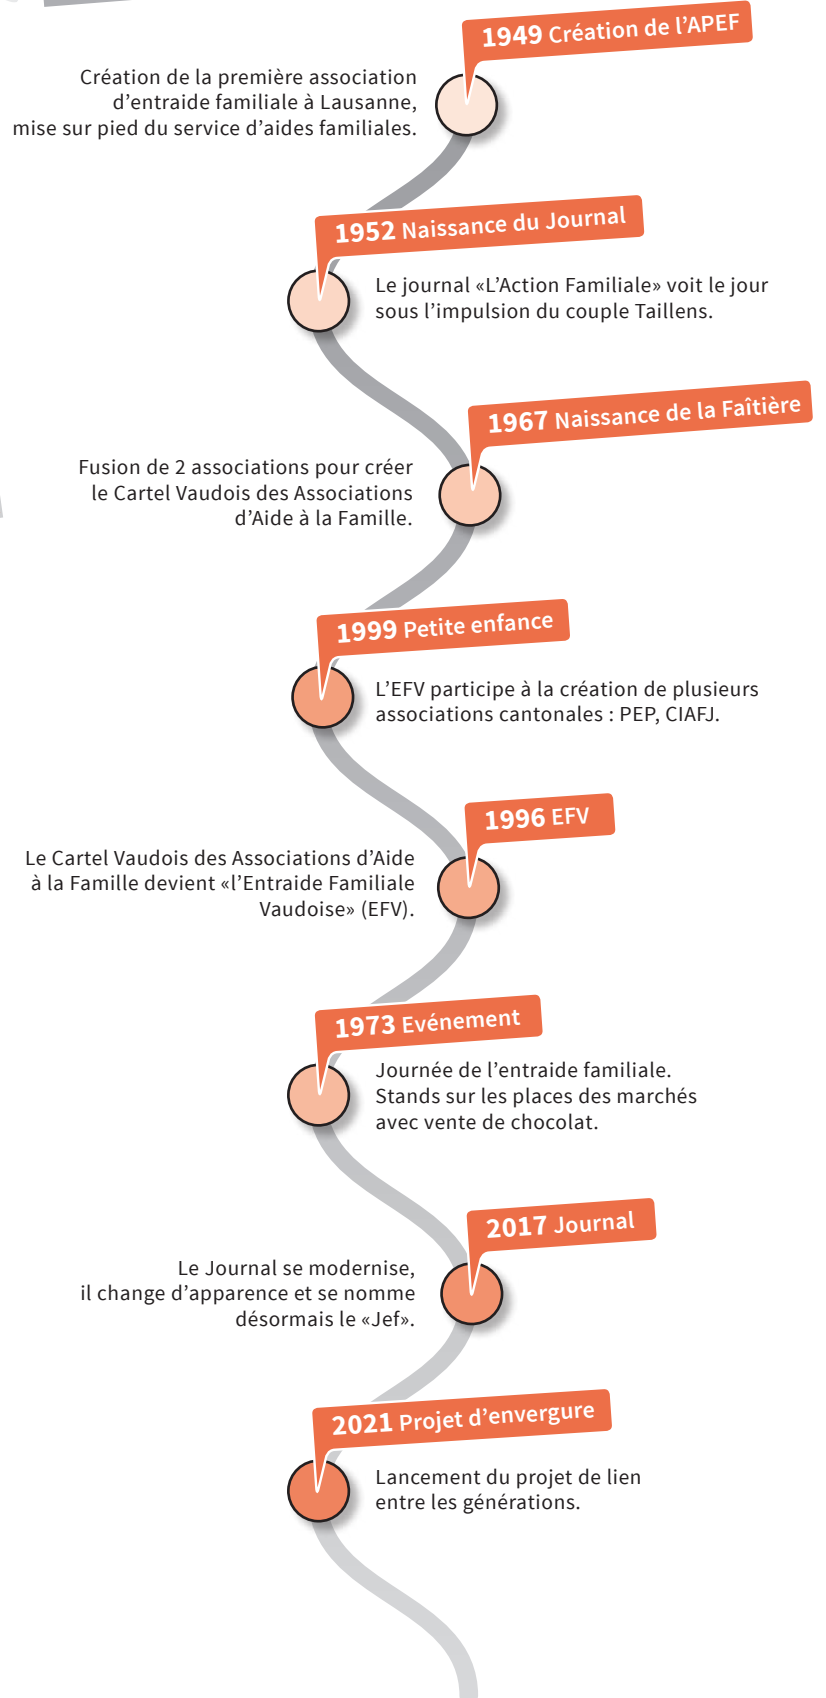 1949 Création de l’APEF
Création de la première association
d’entraide familiale à Lausanne,
mise sur pied du service d’aides familiales.
1952 Naissance du Journal
Le journal «L’Action Familiale» voit le jour
sous l’impulsion du couple Taillens.
1967 Naissance de la Faîtière
Fusion de 2 associations pour créer
le Cartel Vaudois des Associations
d’Aide à la Famille.
1999 Petite enfance
L’EFV participe à la création de plusieurs
associations cantonales : PEP, CIAFJ.
1996 EFV
Le Cartel Vaudois des Associations d’Aide
à la Famille devient «l’Entraide Familiale
Vaudoise» (EFV).
1973 Evénement
Journée de l’entraide familiale.
Stands sur les places des marchés
avec vente de chocolat.
2017 Journal
Le Journal se modernise,
il change d’apparence et se nomme
désormais le «Jef».
2021 Projet d’envergure
Lancement du projet de lien
entre les générations.